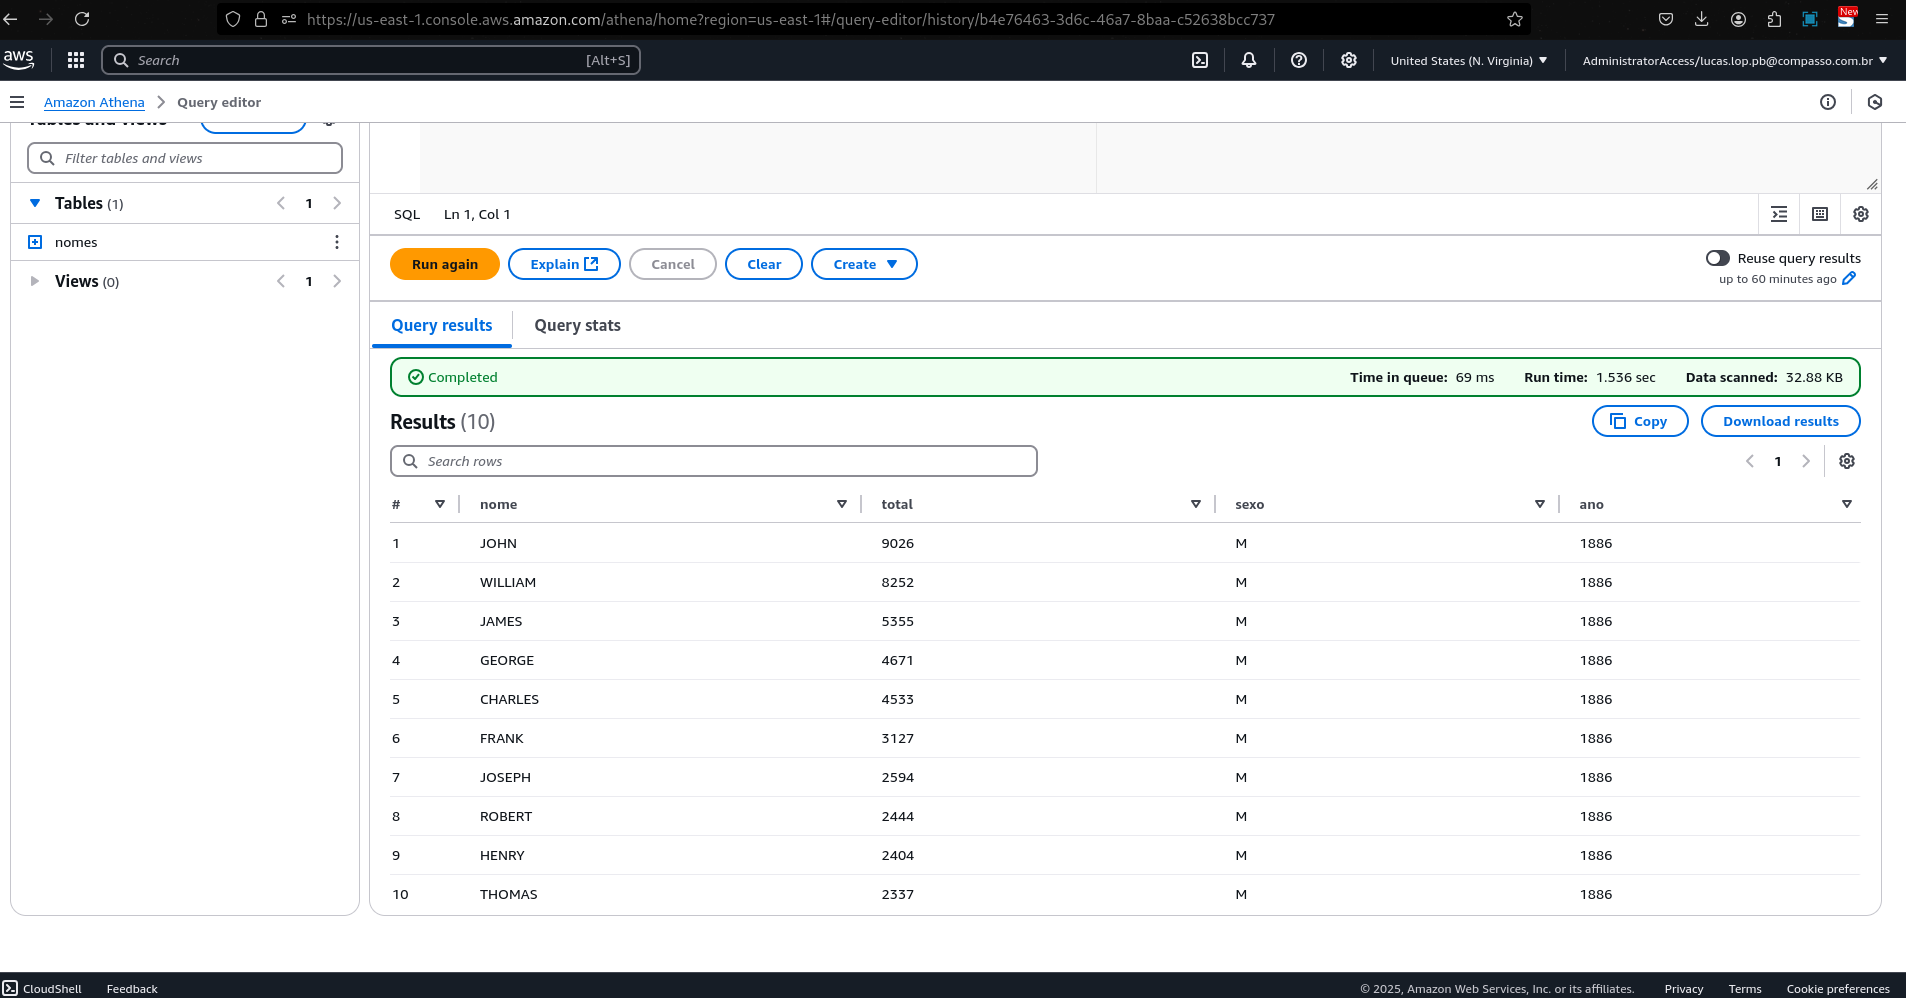 https://us-east-1.console.aws.amazon.com/athena/home?region=us-east-1#/query-editor/history/b4e76463-3d6c-46a7-8baa-c52638bcc737
New
aws
Search [Alt+S]
United States (N. Virginia)
AdministratorAccess/lucas.lop.pb@compasso.com.br
Amazon Athena
Query editor
Tables and views
Filter tables and views
Tables (1)
1
nomes
Views (0)
1
SQL Ln 1, Col 1
Run again
Explain
Cancel
Clear
Create
Reuse query results
up to 60 minutes ago
Query results
Query stats
Completed
Time in queue: 69 ms
Run time: 1.536 sec
Data scanned: 32.88 KB
Results (10)
Copy
Download results
Search rows
1
# nome total sexo ano
1 JOHN 9026 M 1886
2 WILLIAM 8252 M 1886
3 JAMES 5355 M 1886
4 GEORGE 4671 M 1886
5 CHARLES 4533 M 1886
6 FRANK 3127 M 1886
7 JOSEPH 2594 M 1886
8 ROBERT 2444 M 1886
9 HENRY 2404 M 1886
10 THOMAS 2337 M 1886
CloudShell
Feedback
© 2025, Amazon Web Services, Inc. or its affiliates.
Privacy
Terms
Cookie preferences